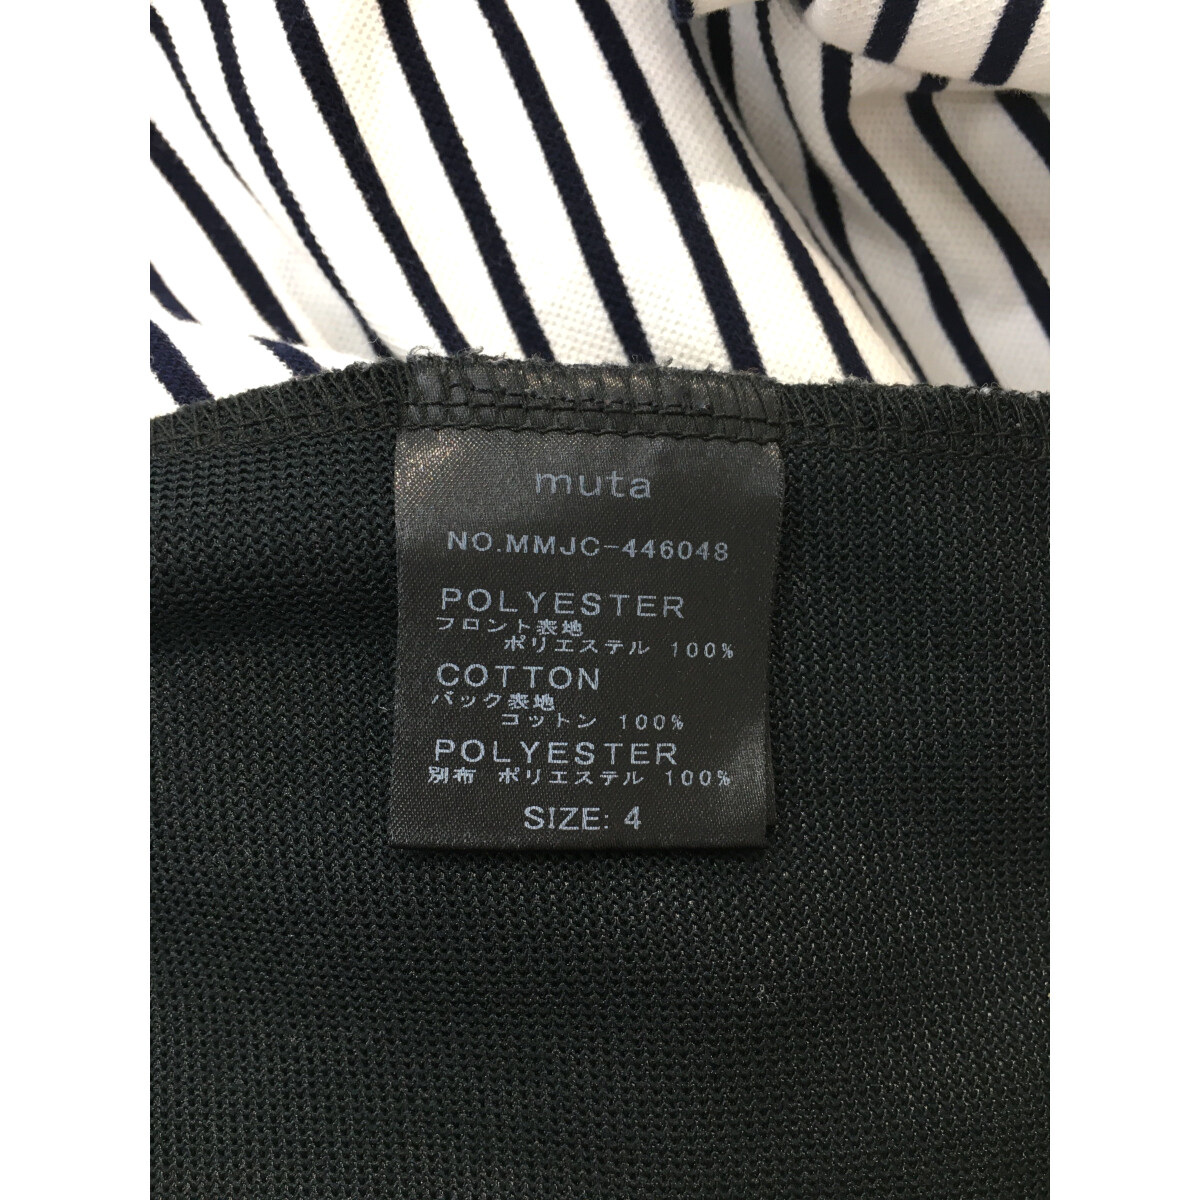 muta
NO.MMJC-446048
POLYESTER
フロント表地
ポリエステル 100%
COTTON
バック表地
コットン 100%
POLYESTER
別布 ポリエステル 100%
SIZE: 4